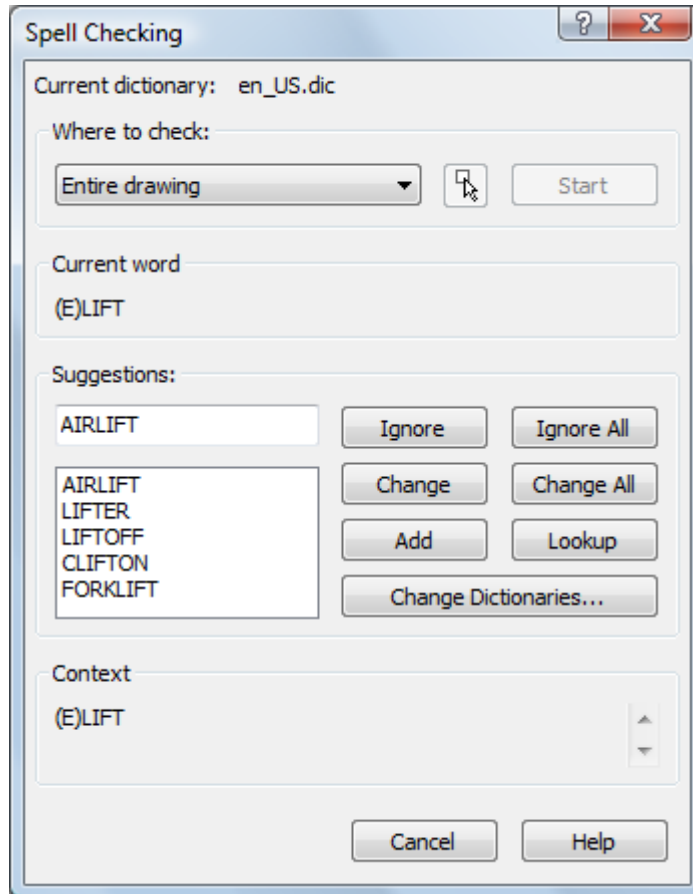 Spell Checking
?
X
Current dictionary: en_US.dic
Where to check:
Entire drawing
Start
Current word
(E)LIFT
Suggestions:
AIRLIFT
Ignore
Ignore All
AIRLIFT
LIFTER
LIFTOFF
CLIFTON
FORKLIFT
Change
Change All
Add
Lookup
Change Dictionaries...
Context
(E)LIFT
Cancel
Help